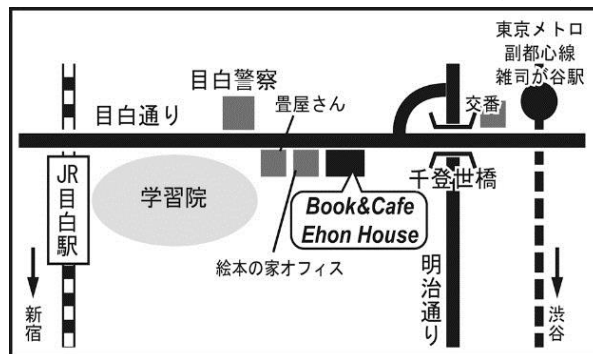 東京メトロ
副都心線
雑司が谷駅
目白警察
畳屋さん
交番
目白通り
JR目白駅
学習院
千登世橋
Book&Cafe
Ehon House
絵本の家オフィス
明治通り
新宿
渋谷